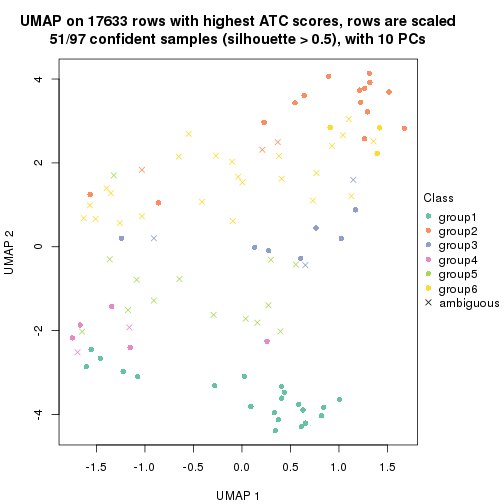 UMAP on 17633 rows with highest ATC scores, rows are scaled
51/97 confident samples (silhouette > 0.5), with 10 PCs
4
2
0
-2
-4
UMAP 2
-1.5 -1.0 -0.5 0.0 0.5 1.0 1.5
UMAP 1
Class
group1
group2
group3
group4
group5
group6
ambiguous